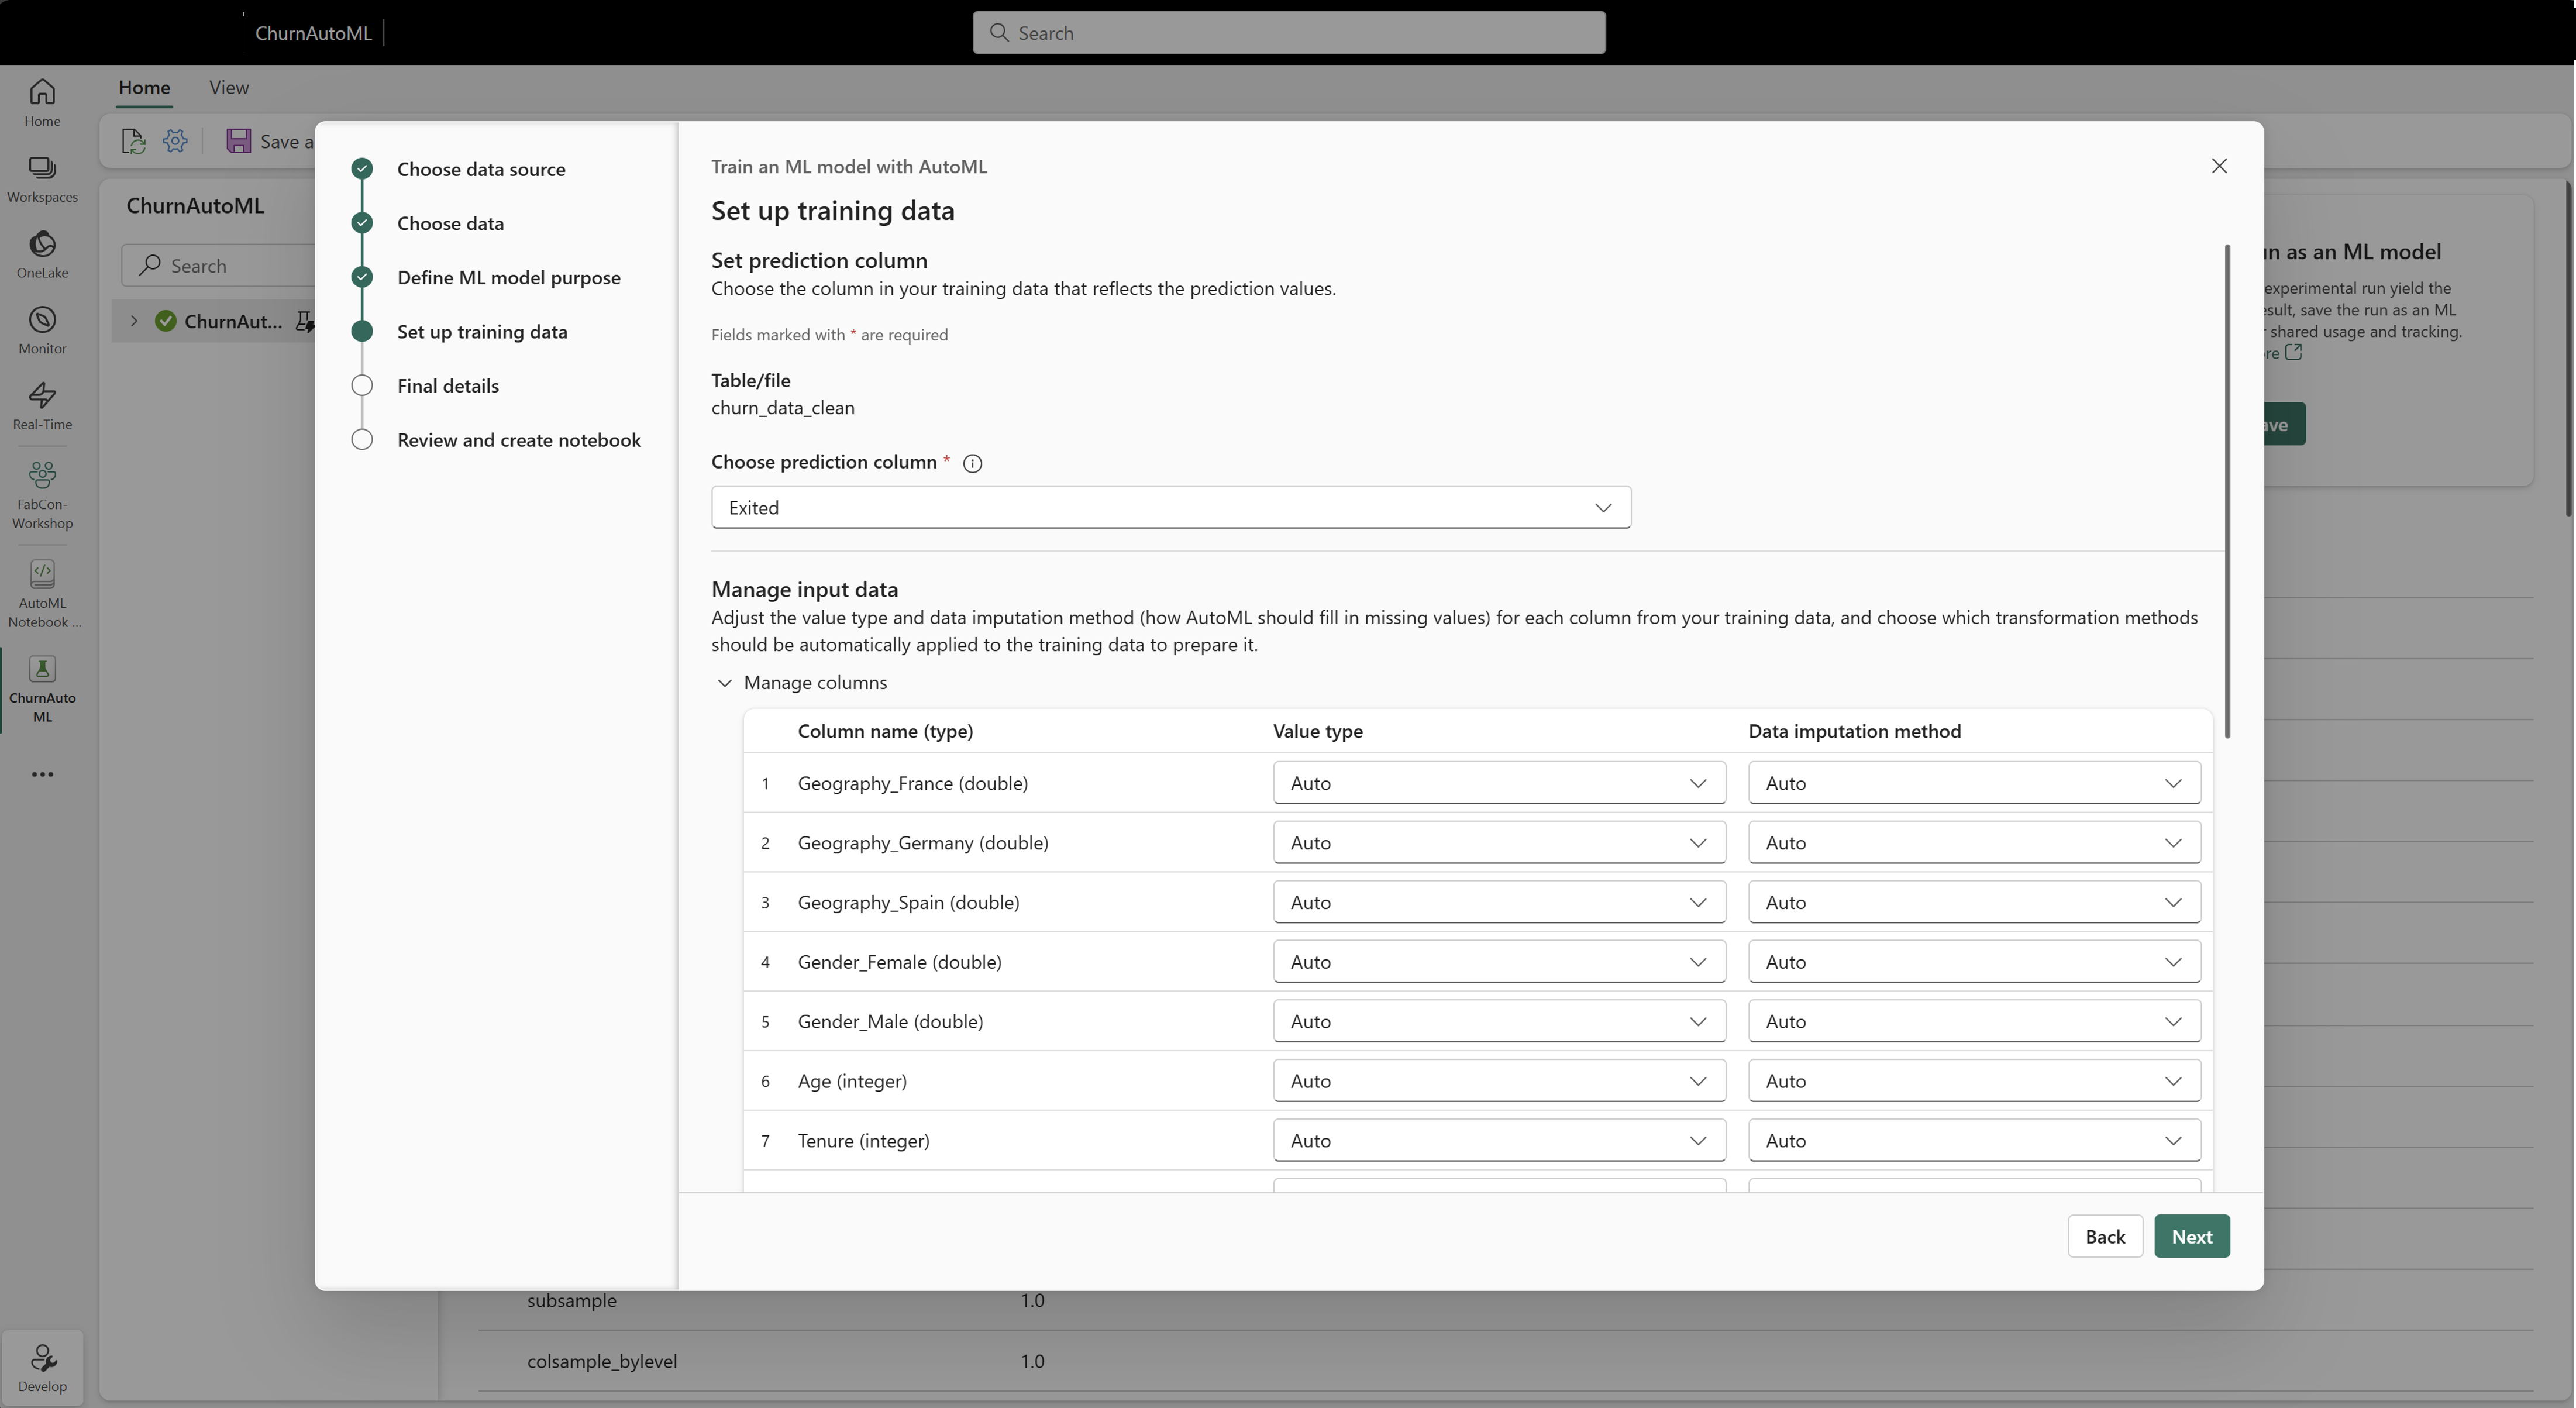 ChurnAutoML
Search
Home
View
Home
Workspaces
OneLake
Monitor
Real-Time
FabCon-
Workshop
AutoML
Notebook ...
ChurnAuto
ML
Develop
Save a
ChurnAutoML
Search
ChurnAut...
Choose data source
Choose data
Define ML model purpose
Set up training data
Final details
Review and create notebook
Train an ML model with AutoML
Set up training data
Set prediction column
Choose the column in your training data that reflects the prediction values.
Fields marked with * are required
Table/file
churn_data_clean
Choose prediction column *
Exited
Manage input data
Adjust the value type and data imputation method (how AutoML should fill in missing values) for each column from your training data, and choose which transformation methods
should be automatically applied to the training data to prepare it.
Manage columns
Column name (type) Value type Data imputation method
1 Geography_France (double) Auto Auto
2 Geography_Germany (double) Auto Auto
3 Geography_Spain (double) Auto Auto
4 Gender_Female (double) Auto Auto
5 Gender_Male (double) Auto Auto
6 Age (integer) Auto Auto
7 Tenure (integer) Auto Auto
Back Next
as an ML model
experimental run yield the
save the run as an ML
shared usage and tracking.
subsample 1.0
colsample_bylevel 1.0